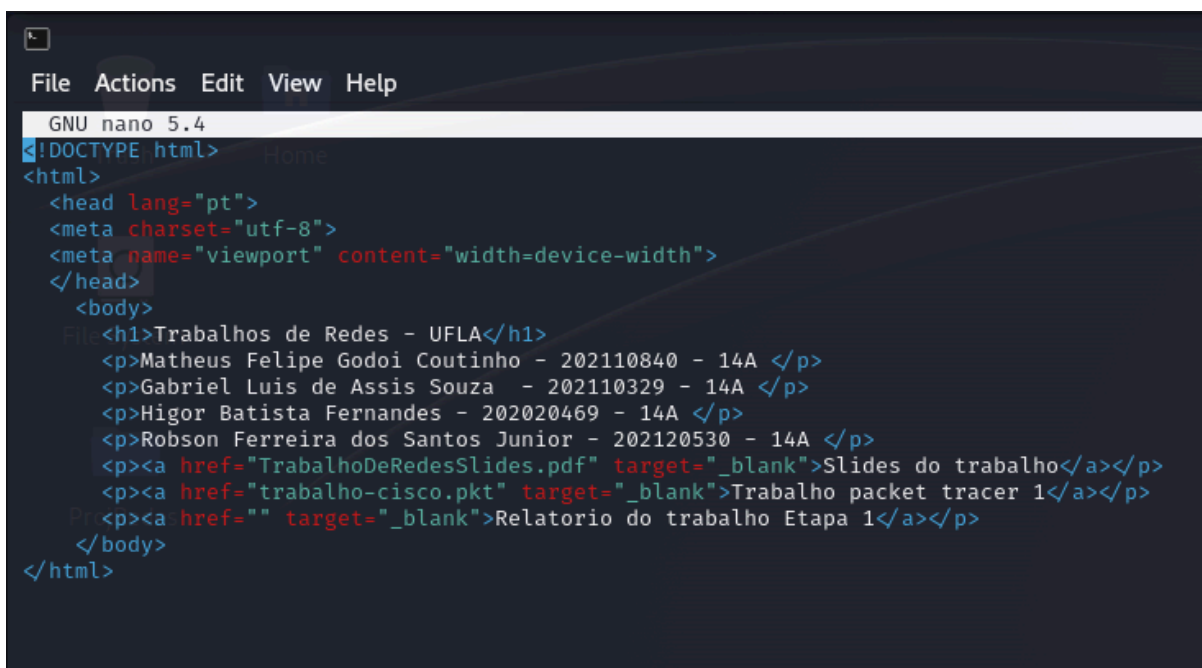 File Actions Edit View Help
GNU nano 5.4
<!DOCTYPE html>
Home
<html>
<head lang="pt">
<meta charset="utf-8">
<meta name="viewport" content="width=device-width">
</head>
<body>
<h1>Trabalhos de Redes - UFLA</h1>
<p>Matheus Felipe Godoi Coutinho - 202110840 - 14A </p>
<p>Gabriel Luis de Assis Souza  - 202110329 - 14A </p>
<p>Higor Batista Fernandes - 202020469 - 14A </p>
<p>Robson Ferreira dos Santos Junior - 202120530 - 14A </p>
<p><a href="TrabalhoDeRedesSlides.pdf" target="_blank">Slides do trabalho</a></p>
<p><a href="trabalho-cisco.pkt" target="_blank">Trabalho packet tracer 1</a></p>
<p><a href="" target="_blank">Relatorio do trabalho Etapa 1</a></p>
</body>
</html>